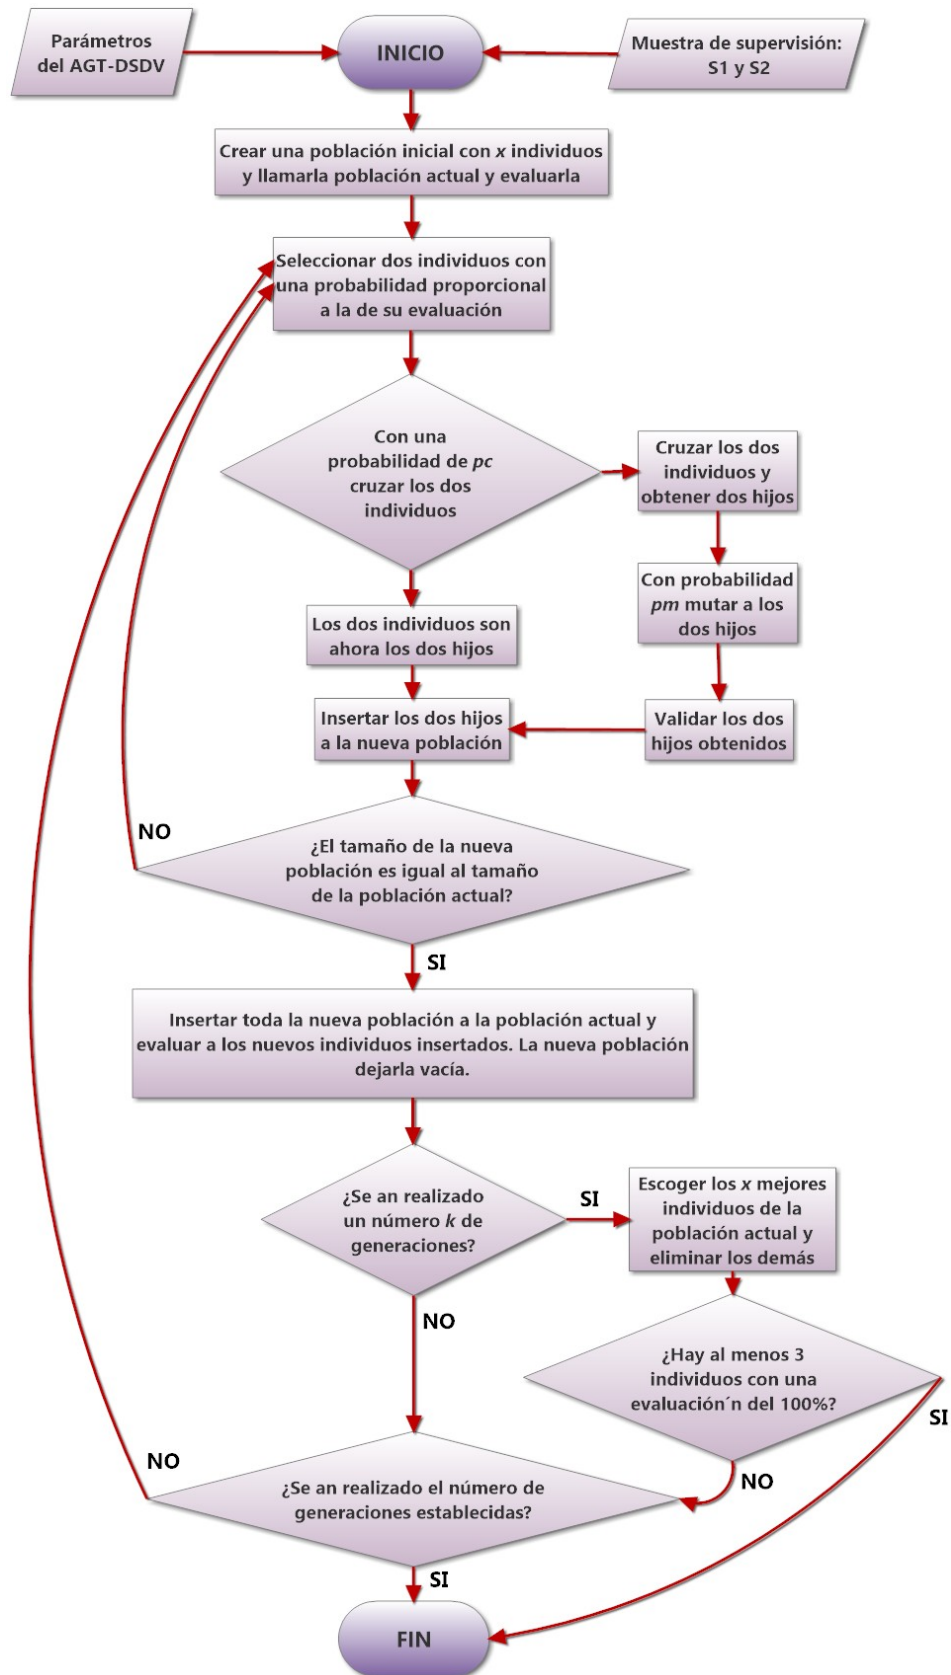 Parámetros
del AGT-DSDV
INICIO
Muestra de supervisión:
S1 y S2
Crear una población inicial con x individuos
y llamarla población actual y evaluarla
Seleccionar dos individuos con
una probabilidad proporcional
a la de su evaluación
Con una
probabilidad de pc
cruzar los dos
individuos
Cruzar los dos
individuos y
obtener dos hijos
Con probabilidad
pm mutar a los
dos hijos
Los dos individuos son
ahora los dos hijos
Insertar los dos hijos
a la nueva población
Validar los dos
hijos obtenidos
NO
¿El tamaño de la nueva
población es igual al tamaño
de la población actual?
SI
Insertar toda la nueva población a la población actual y
evaluar a los nuevos individuos insertados. La nueva población
dejarla vacía.
¿Se an realizado
un número k de
generaciones?
SI
Escoger los x mejores
individuos de la
población actual y
eliminar los demás
NO
¿Hay al menos 3
individuos con una
evaluación´n del 100%?
SI
NO
NO
¿Se an realizado el número de
generaciones establecidas?
SI
FIN